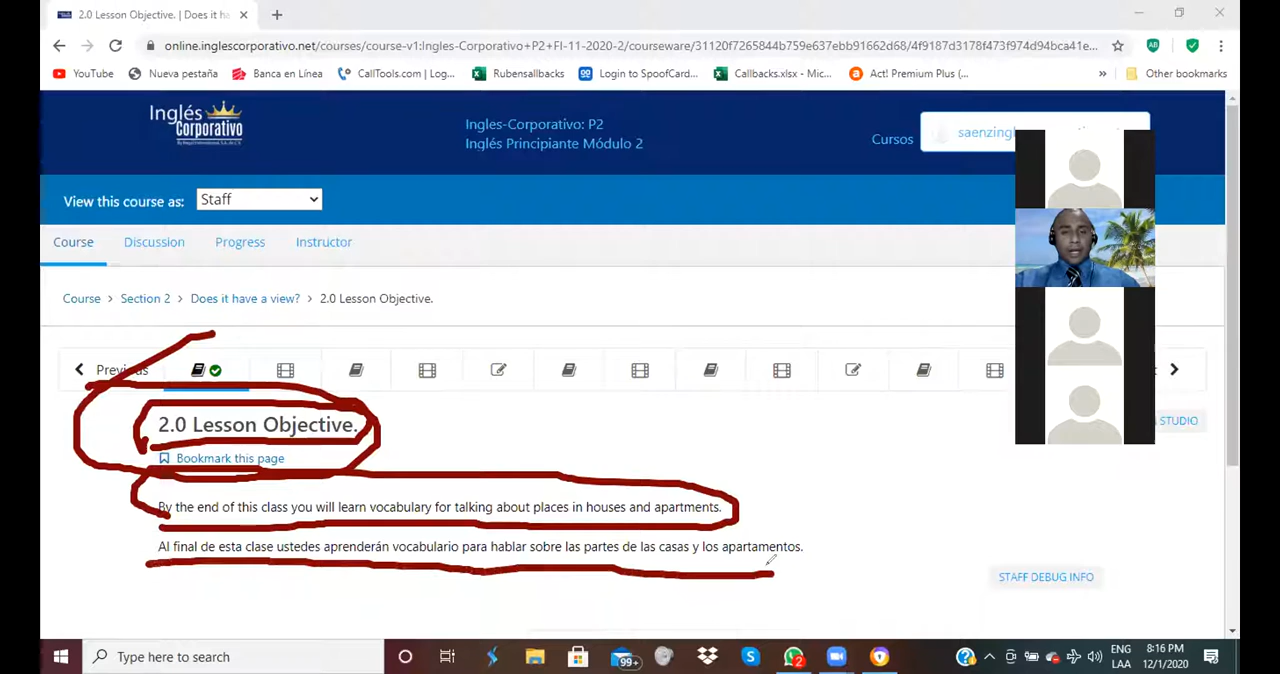 2.0 Lesson Objective. | Does it ha
online.inglescorporativo.net/courses/course-v1:Ingles-Corporativo+P2+FI-11-2020-2/courseware/31120f7265844b759e637ebb91662d68/4f9187d3178f473f974d94bca41e...
YouTube Nueva pestaña Banca en Línea CallTools.com | Log... Rubensallbacks Login to SpoofCard... Callbacks.xlsx - Mic... Act! Premium Plus (... » Other bookmarks
Inglés
Corporativo
Ingles-Corporativo: P2
Inglés Principiante Módulo 2
Cursos
saenzingl
View this course as: Staff
Course Discussion Progress Instructor
Course > Section 2 > Does it have a view? > 2.0 Lesson Objective.
Previous
2.0 Lesson Objective.
STUDIO
Bookmark this page
By the end of this class you will learn vocabulary for talking about places in houses and apartments.
Al final de esta clase ustedes aprenderán vocabulario para hablar sobre las partes de las casas y los apartamentos.
STAFF DEBUG INFO
Type here to search
99+
2
ENG
LAA
8:16 PM
12/1/2020